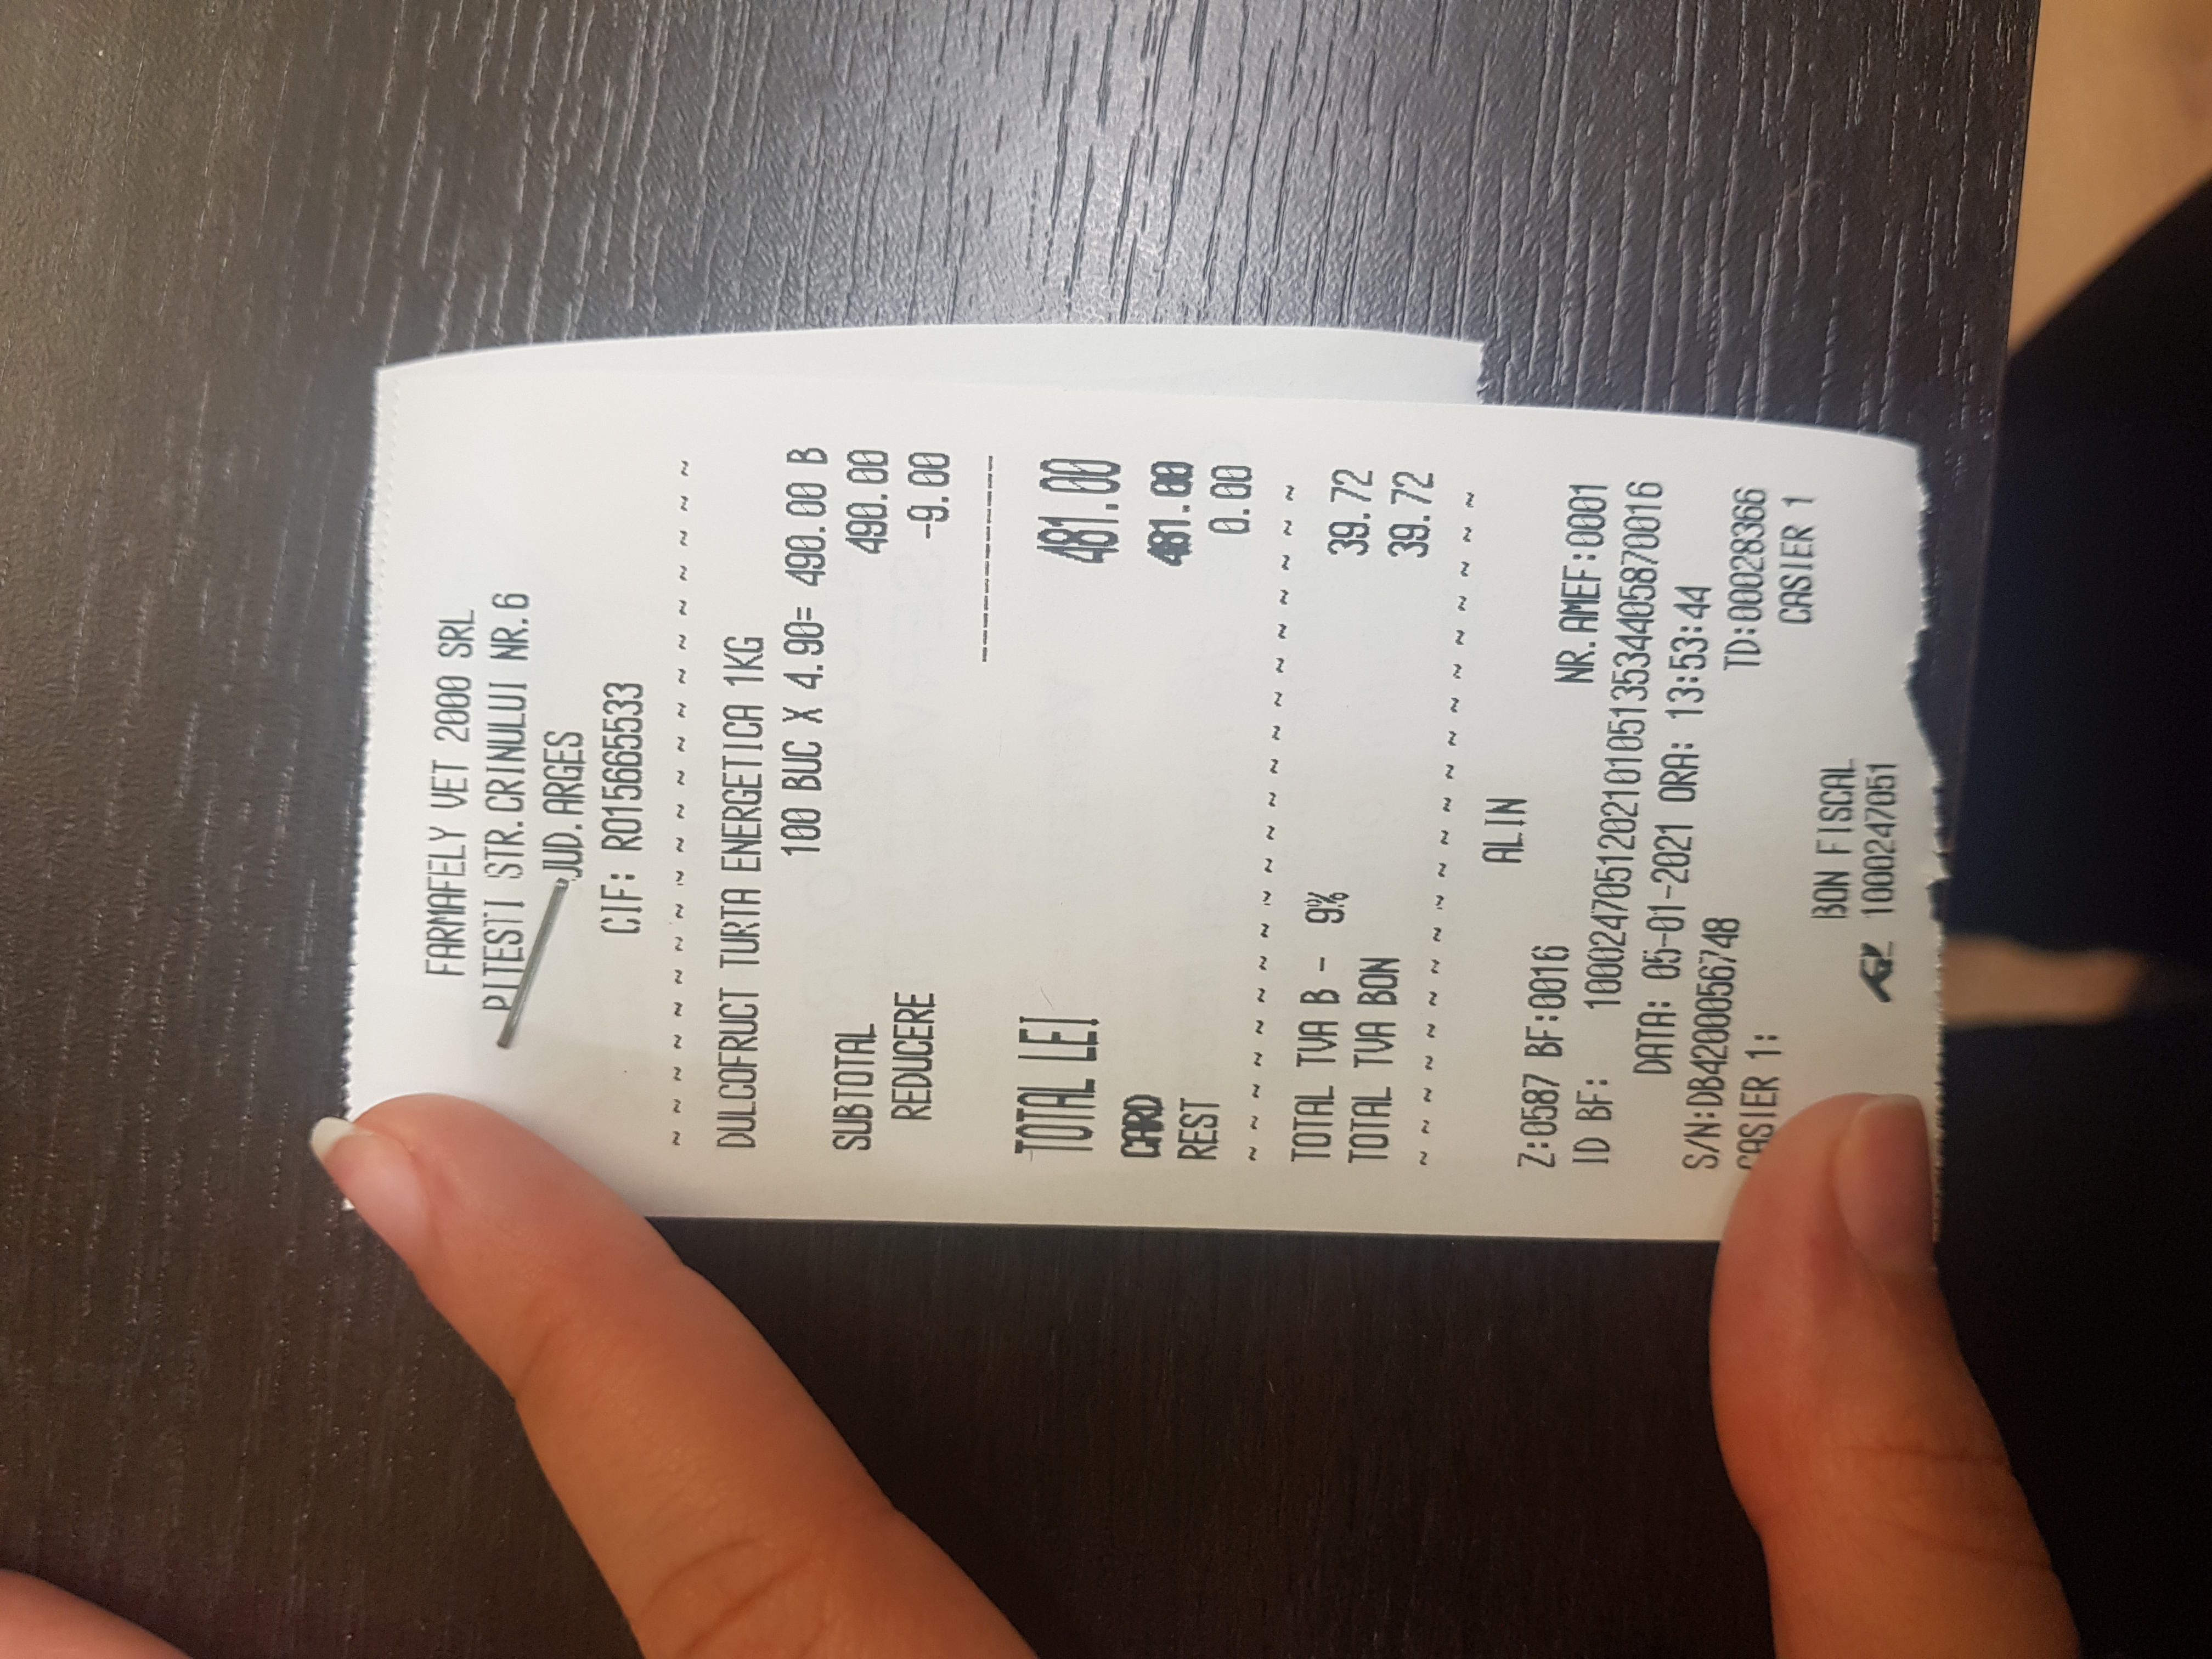 FARMAFELY VET 2000 SRL
PITESTI STR.CRINULUI NR.6
JUD.ARGES
CIF: RO15665533
~ ~ ~ ~ ~ ~ ~ ~ ~ ~ ~ ~ ~ ~ ~ ~ ~ ~ ~ ~ ~
DULCOFRUCT TURTA ENERGETICA 1KG
100 BUC X 4.90= 490.00 B
SUBTOTAL 490.00
REDUCERE -9.00
------------
TOTAL LEI 481.00
CARD 481.00
REST 0.00
~ ~ ~ ~ ~ ~ ~ ~ ~ ~ ~ ~ ~ ~ ~ ~ ~ ~ ~ ~ ~
TOTAL TVA B - 9% 39.72
TOTAL TVA BON 39.72
~ ~ ~ ~ ~ ~ ~ ~ ~ ~ ~ ~ ~ ~ ~ ~ ~ ~ ~ ~ ~
ALIN
Z:0587 BF:0016 NR.AMEF:0001
ID BF: 10002470512021010513534405870016
DATA: 05-01-2021 ORA: 13:53:44
S/N:DB4200056748 TD:00028366
CASIER 1: CASIER 1
BON FISCAL
1000247051